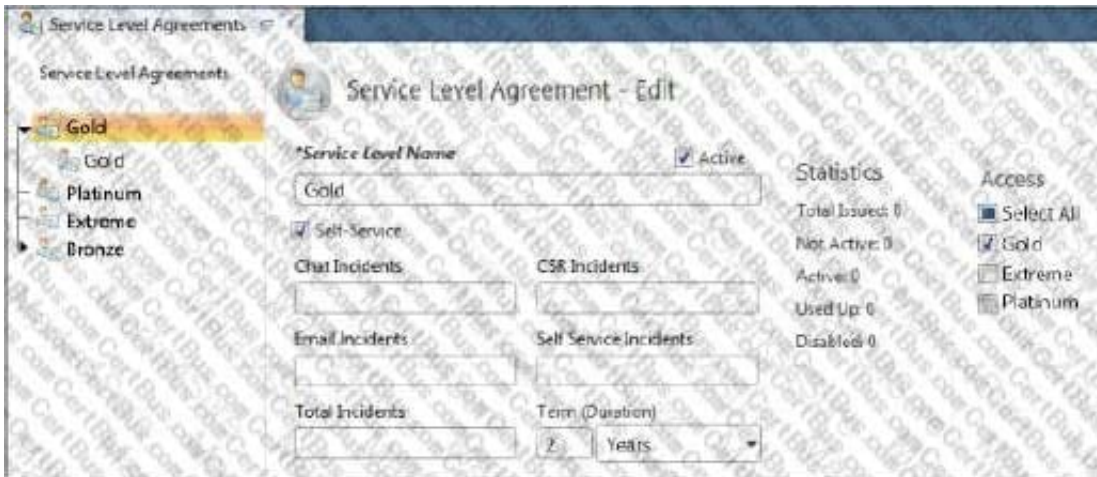 Service Level Agreements
Service Level Agreements
Gold
Gold
Platinum
Extreme
Bronze
Service Level Agreement - Edit
*Service Level Name
Active
Gold
Self-Service
Chat Incidents
CSR Incidents
Email Incidents
Self Service Incidents
Total Incidents
Term (Duration)
2
Years
Statistics
Total Issued: 0
Not Active: 0
Active: 0
Used Up: 0
Disabled: 0
Access
Select All
Gold
Extreme
Platinum